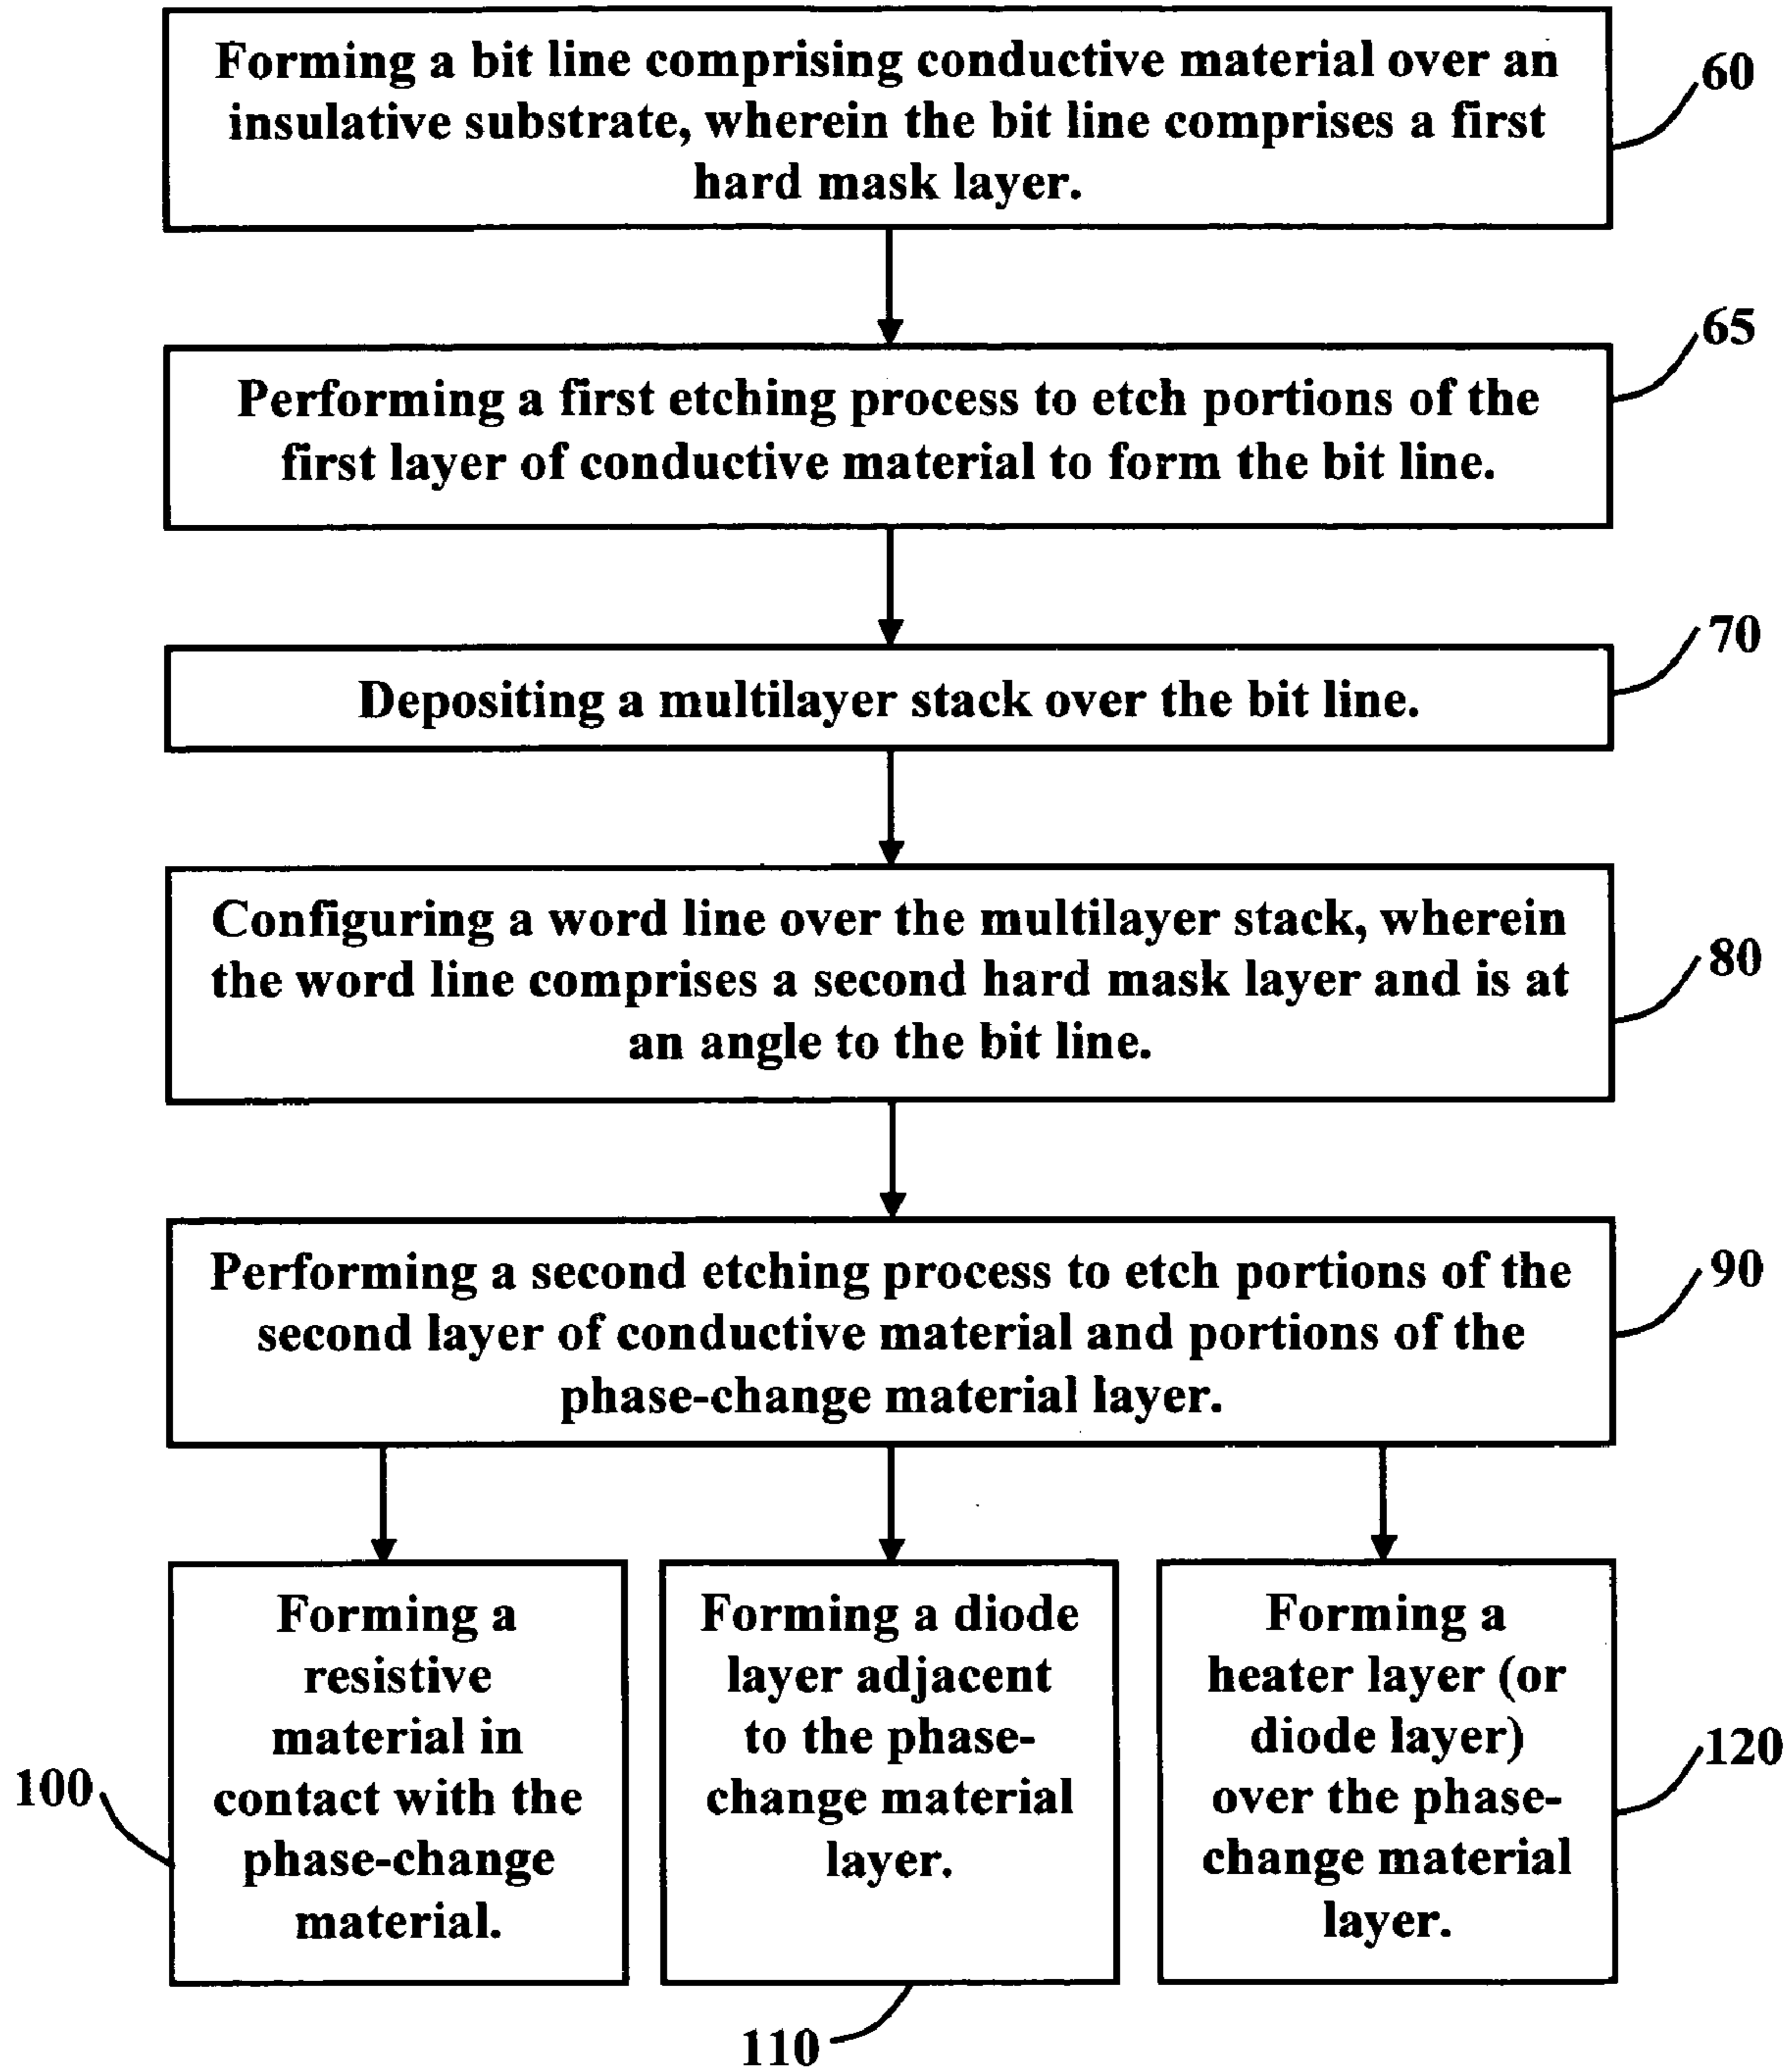 Forming a bit line comprising conductive material over an
insulative substrate, wherein the bit line comprises a first
hard mask layer.
60
Performing a first etching process to etch portions of the
first layer of conductive material to form the bit line.
65
Depositing a multilayer stack over the bit line.
70
Configuring a word line over the multilayer stack, wherein
the word line comprises a second hard mask layer and is at
an angle to the bit line.
80
Performing a second etching process to etch portions of the
second layer of conductive material and portions of the
phase-change material layer.
90
Forming a
resistive
material in
contact with the
phase-change
material.
100
Forming a diode
layer adjacent
to the phase-
change material
layer.
110
Forming a
heater layer (or
diode layer)
over the phase-
change material
layer.
120